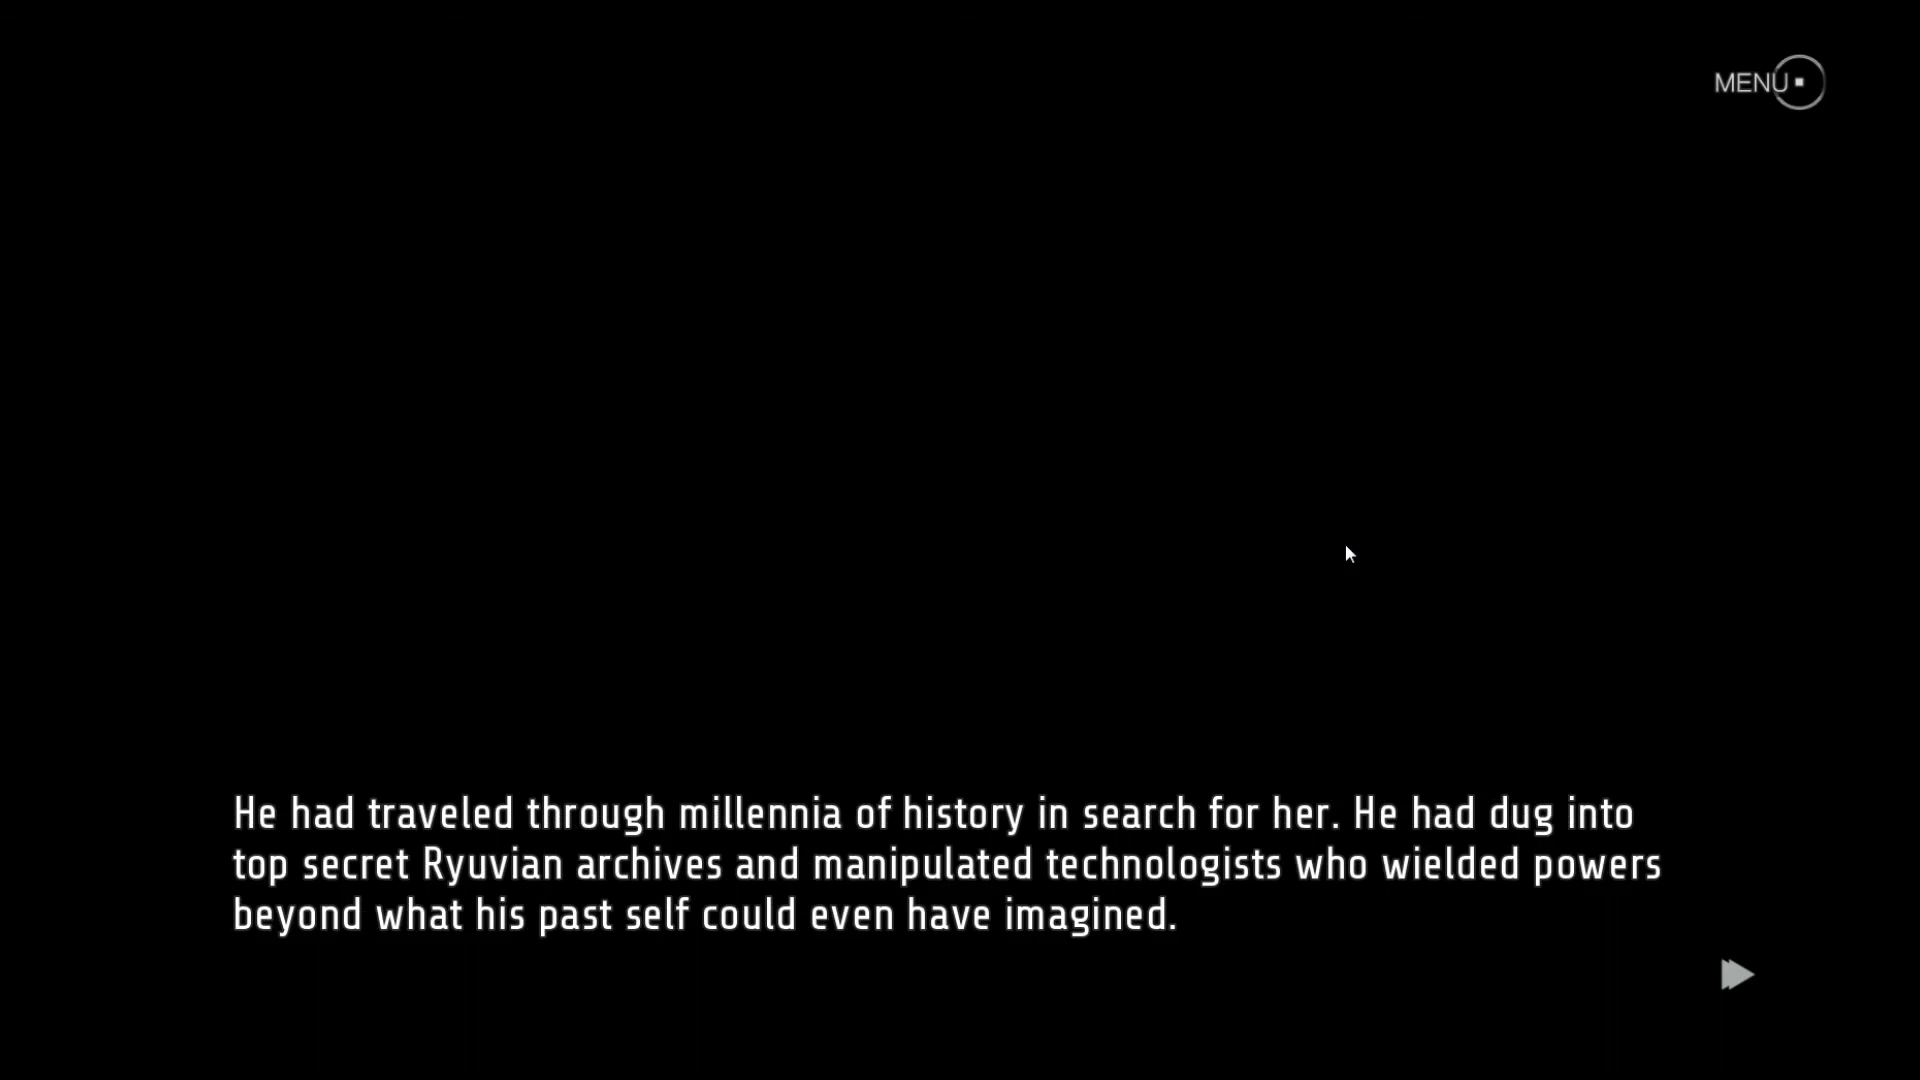 MENU
He had traveled through millennia of history in search for her. He had dug into
top secret Ryuvian archives and manipulated technologists who wielded powers
beyond what his past self could even have imagined.